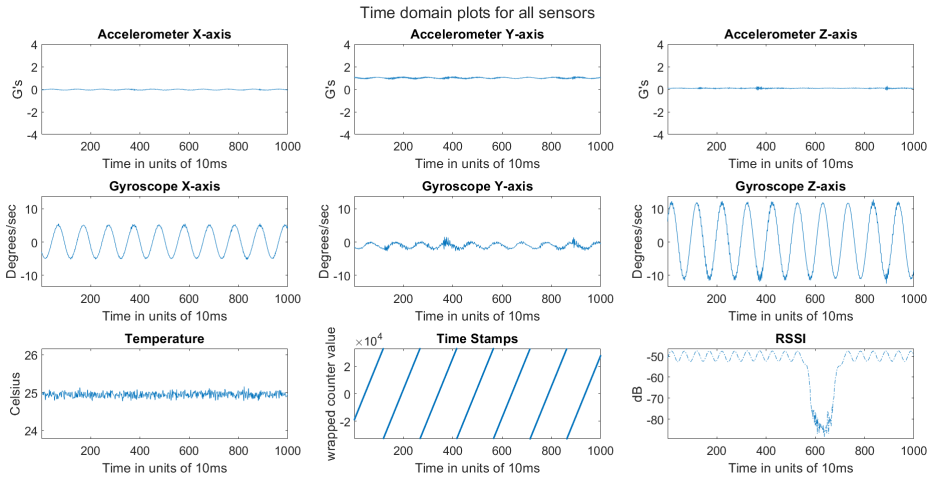 Time domain plots for all sensors
Accelerometer X-axis
4
2
0
-2
-4
G's
200 400 600 800 1000
Time in units of 10ms
Accelerometer Y-axis
4
2
0
-2
-4
G's
200 400 600 800 1000
Time in units of 10ms
Accelerometer Z-axis
4
2
0
-2
-4
G's
200 400 600 800 1000
Time in units of 10ms
Gyroscope X-axis
10
0
-10
Degrees/sec
200 400 600 800 1000
Time in units of 10ms
Gyroscope Y-axis
10
0
-10
Degrees/sec
200 400 600 800 1000
Time in units of 10ms
Gyroscope Z-axis
10
0
-10
Degrees/sec
200 400 600 800 1000
Time in units of 10ms
Temperature
26
25
24
Celsius
200 400 600 800 1000
Time in units of 10ms
Time Stamps
×10⁴
2
0
-2
wrapped counter value
200 400 600 800 1000
Time in units of 10ms
RSSI
-50
-60
-70
-80
dB
200 400 600 800 1000
Time in units of 10ms